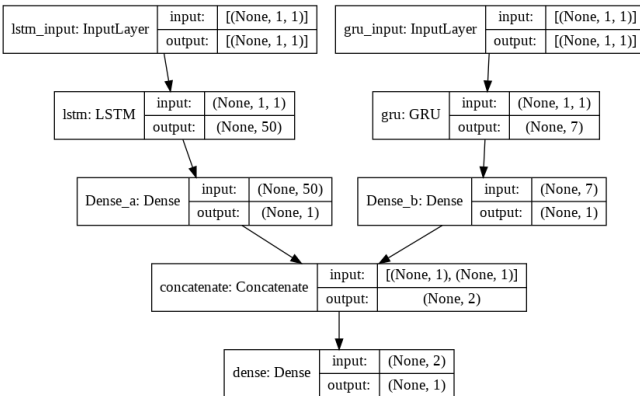 lstm_input: InputLayer input: [(None, 1, 1)] output: [(None, 1, 1)]
gru_input: InputLayer input: [(None, 1, 1)] output: [(None, 1, 1)]
lstm: LSTM input: (None, 1, 1) output: (None, 50)
gru: GRU input: (None, 1, 1) output: (None, 7)
Dense_a: Dense input: (None, 50) output: (None, 1)
Dense_b: Dense input: (None, 7) output: (None, 1)
concatenate: Concatenate input: [(None, 1), (None, 1)] output: (None, 2)
dense: Dense input: (None, 2) output: (None, 1)